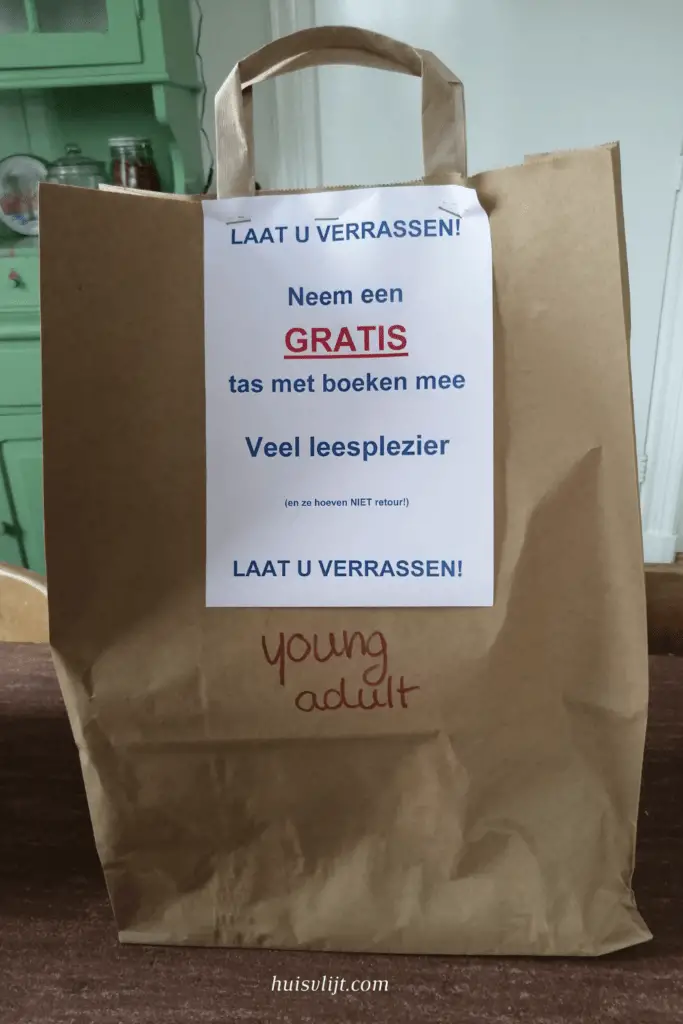 LAAT U VERRASSEN!
Neem een
GRATIS
tas met boeken mee
Veel leesplezier
(en ze hoeven NIET retour!)
LAAT U VERRASSEN!
young
adult
huisvlijt.com